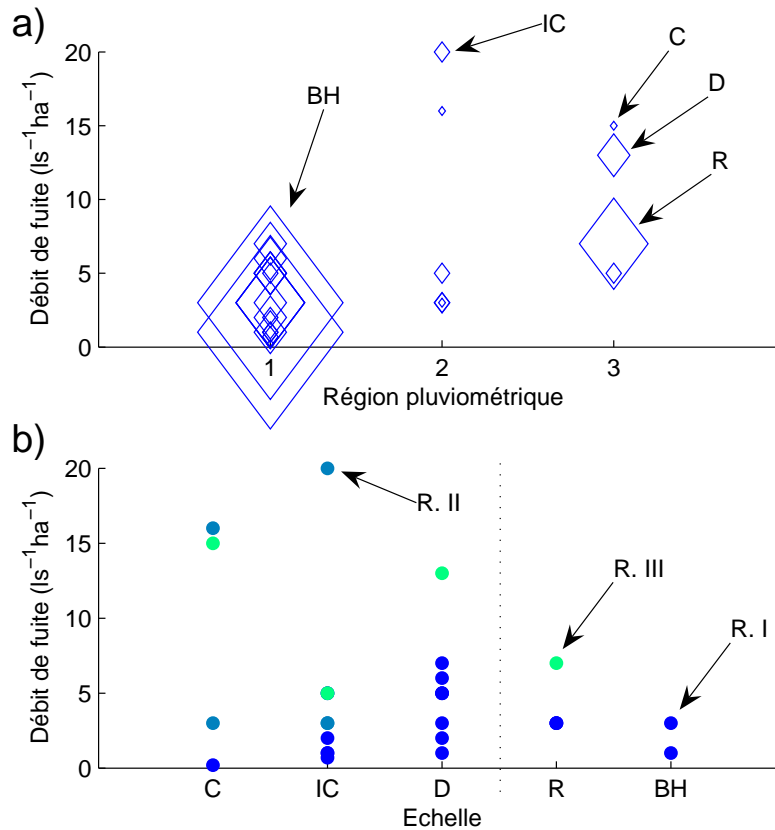 a)
Débit de fuite (ls⁻¹ha⁻¹)
20
15
10
5
0
BH
IC
C
D
R
1
2
3
Région pluviométrique
b)
Débit de fuite (ls⁻¹ha⁻¹)
20
15
10
5
0
R. II
R. III
R. I
C
IC
D
R
BH
Echelle